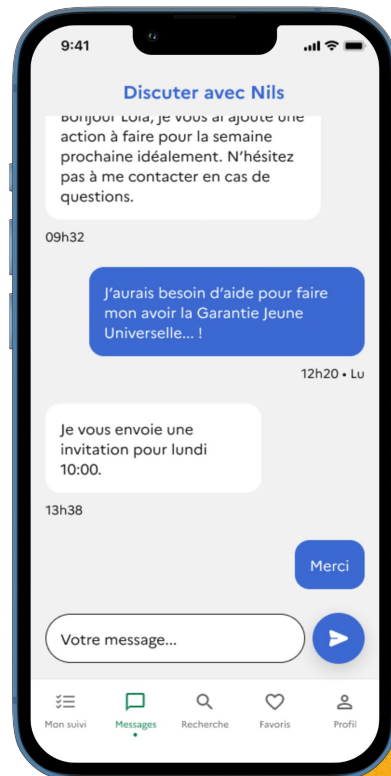 9:41
Discuter avec Nils
Bonjour Lola, je vous ai ajouté une
action à faire pour la semaine
prochaine idéalement. N’hésitez
pas à me contacter en cas de
questions.
09h32
J’aurais besoin d’aide pour faire
mon avoir la Garantie Jeune
Universelle... !
12h20 • Lu
Je vous envoie une
invitation pour lundi
10:00.
13h38
Merci
Votre message...
Mon suivi
Messages
Recherche
Favoris
Profil